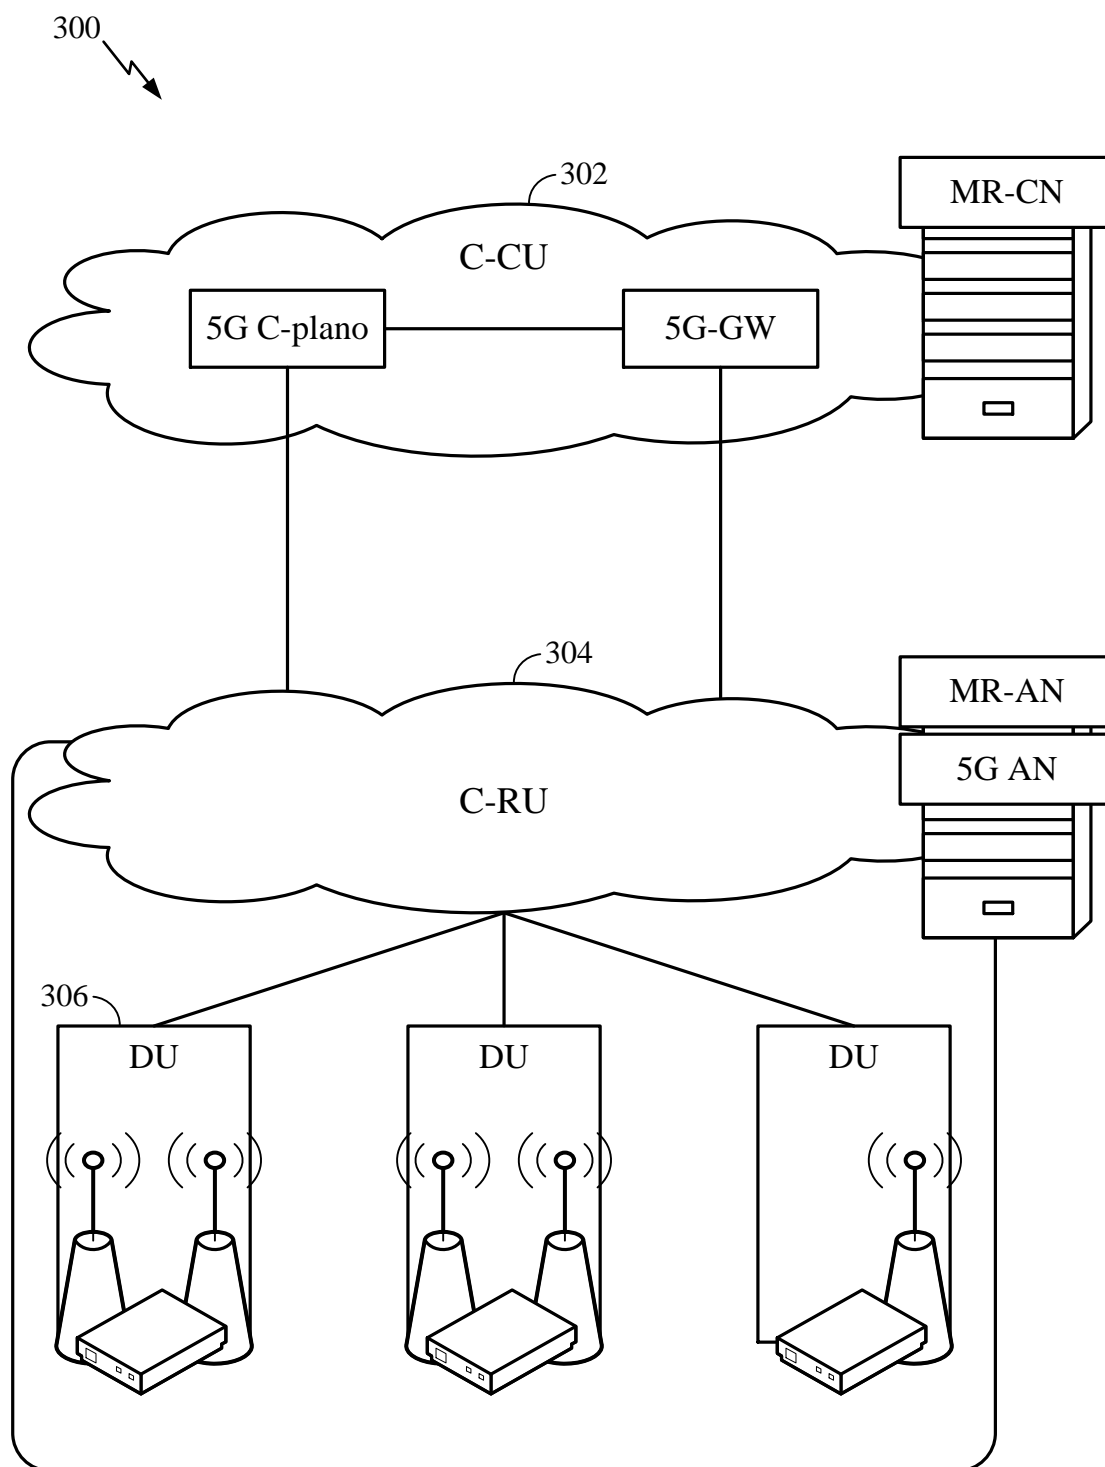 300
302
MR-CN
C-CU
5G C-plano
5G-GW
304
MR-AN
5G AN
C-RU
306
DU
DU
DU